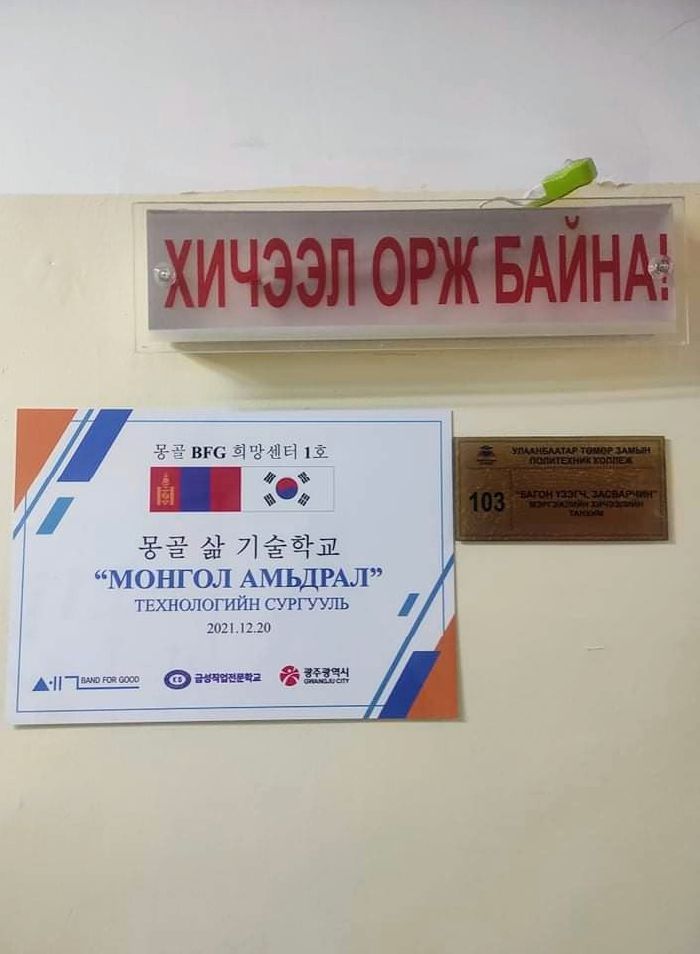 ХИЧЭЭЛ ОРЖ БАЙНА!
몽골 BFG 희망센터 1호
몽골 삶 기술학교
“МОНГОЛ АМЬДРАЛ”
ТЕХНОЛОГИЙН СУРГУУЛЬ
2021.12.20
BAND FOR GOOD
KS 금성직업전문학교
광주광역시
GWANGJU CITY
УЛААНБААТАР ТӨМӨР ЗАМЫН
ПОЛИТЕХНИК КОЛЛЕЖ
103
"ВАГОН ҮЗЭГЧ, ЗАСВАРЧИН"
МЭРГЭЖЛИЙН ХИЧЭЭЛИЙН
ТАНХИМ